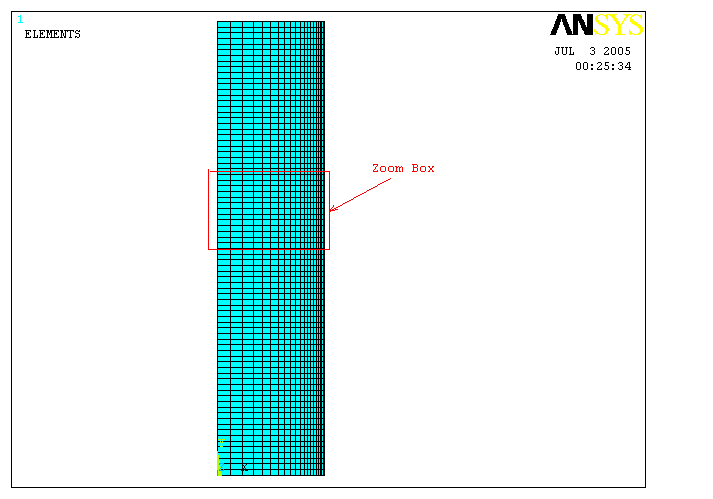 1
ELEMENTS
ANSYS
JUL 3 2005
00:25:34
Zoom Box
Y
X